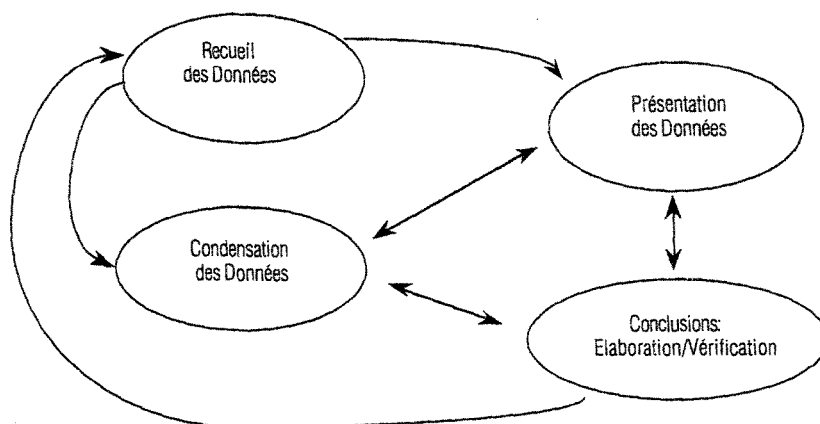 Recueil
des Données
Présentation
des Données
Condensation
des Données
Conclusions:
Elaboration/Vérification